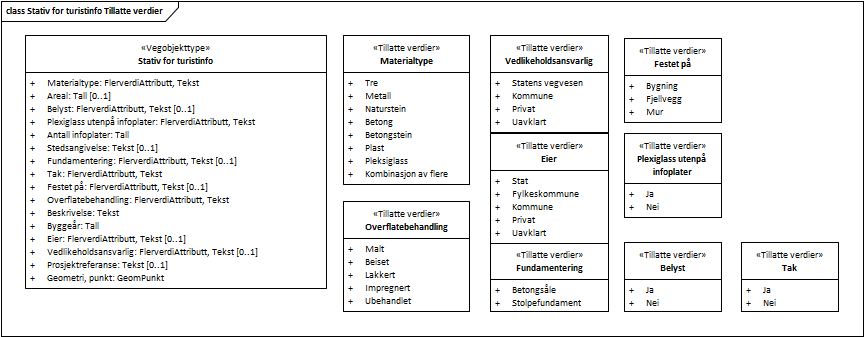 class Stativ for turistinfo Tillatte verdier
«Vegobjekttype»
Stativ for turistinfo
+ Materialtype: FlerverdiAttributt, Tekst
+ Areal: Tall [0..1]
+ Belyst: FlerverdiAttributt, Tekst [0..1]
+ Plexiglass utenpå infoplater: FlerverdiAttributt, Tekst
+ Antall infoplater: Tall
+ Stedsangivelse: Tekst [0..1]
+ Fundamentering: FlerverdiAttributt, Tekst [0..1]
+ Tak: FlerverdiAttributt, Tekst
+ Festet på: FlerverdiAttributt, Tekst [0..1]
+ Overflatebehandling: FlerverdiAttributt, Tekst
+ Beskrivelse: Tekst
+ Byggeår: Tall
+ Eier: FlerverdiAttributt, Tekst [0..1]
+ Vedlikeholdsansvarlig: FlerverdiAttributt, Tekst [0..1]
+ Prosjektreferanse: Tekst [0..1]
+ Geometri, punkt: GeomPunkt
«Tillatte verdier»
Materialtype
+ Tre
+ Metall
+ Naturstein
+ Betong
+ Betongstein
+ Plast
+ Pleksiglass
+ Kombinasjon av flere
«Tillatte verdier»
Overflatebehandling
+ Malt
+ Beiset
+ Lakkert
+ Impregnert
+ Ubehandlet
«Tillatte verdier»
Vedlikeholdsansvarlig
+ Statens vegvesen
+ Kommune
+ Privat
+ Uavklart
«Tillatte verdier»
Eier
+ Stat
+ Fylkeskommune
+ Kommune
+ Privat
+ Uavklart
«Tillatte verdier»
Fundamentering
+ Betongsåle
+ Stolpefundament
«Tillatte verdier»
Festet på
+ Bygning
+ Fjellvegg
+ Mur
«Tillatte verdier»
Plexiglass utenpå
infoplater
+ Ja
+ Nei
«Tillatte verdier»
Belyst
+ Ja
+ Nei
«Tillatte verdier»
Tak
+ Ja
+ Nei